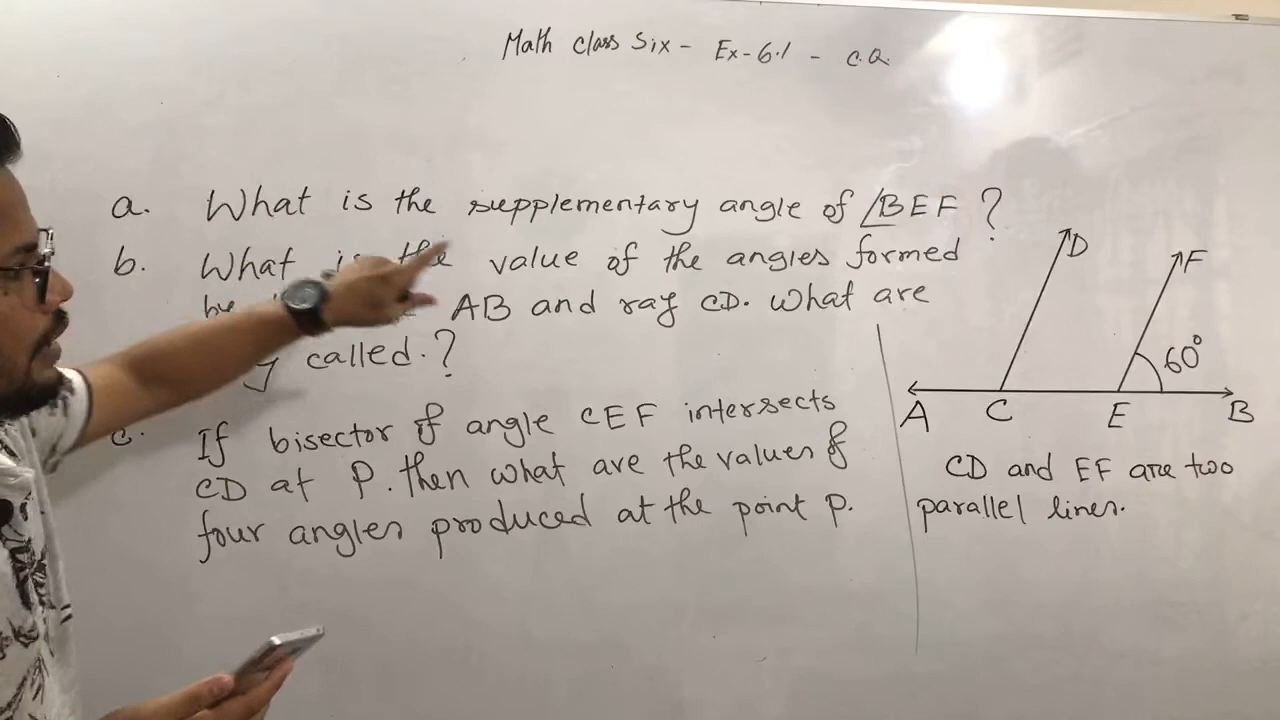 Math class Six - Ex-6.1 - C.Q.
a. What is the supplementary angle of ∠BEF ?
b. What is the value of the angles formed
by AB and ray CD. What are
y called.?
c. If bisector of angle CEF intersects
CD at P. then what are the values of
four angles produced at the point P.
D
F
60°
A C E B
CD and EF are two
parallel lines.